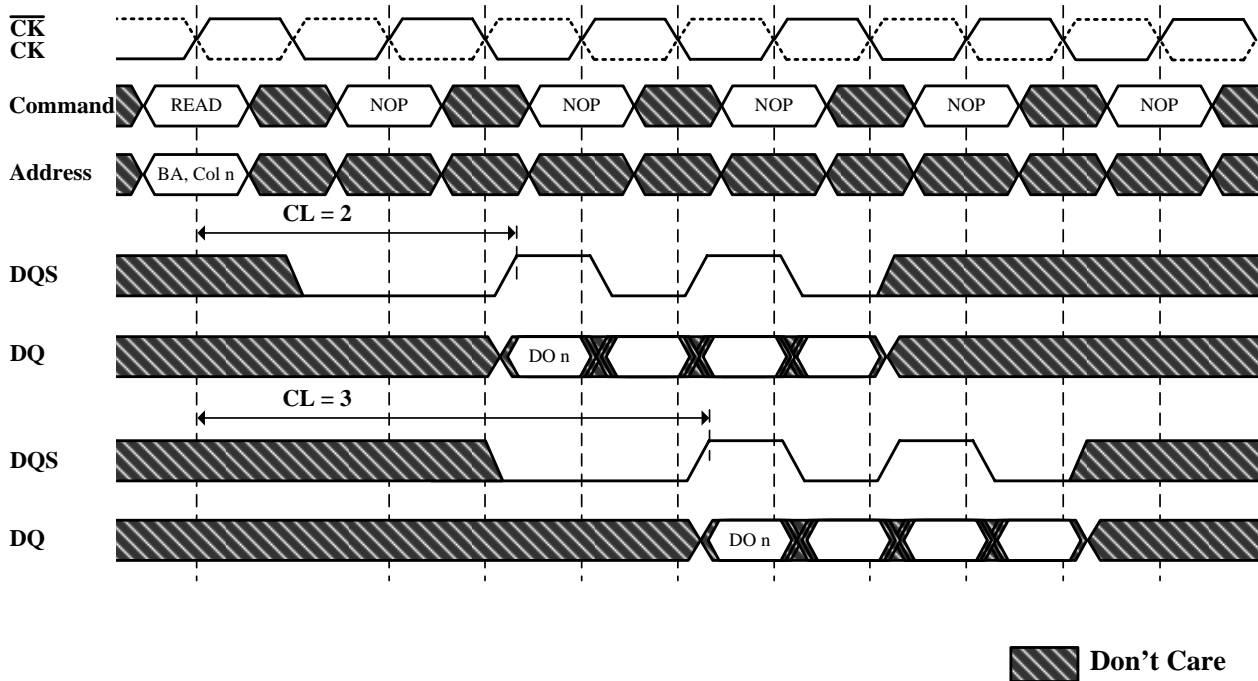 CK
CK
Command READ NOP NOP NOP NOP NOP
Address BA, Col n
CL = 2
DQS
DQ DO n
CL = 3
DQS
DQ DO n
Don't Care